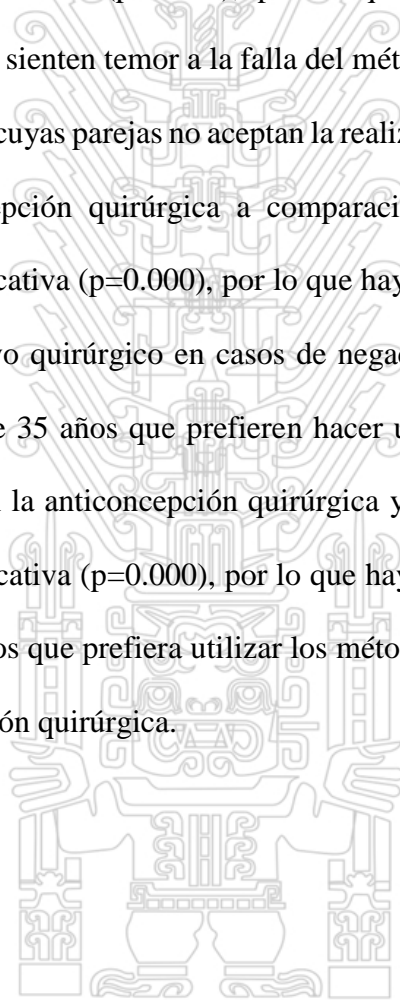 sienten temor a la falla del mét
cuyas parejas no aceptan la realiz
pción quirúrgica a comparaci
cativa (p=0.000), por lo que hay
o quirúrgico en casos de nega
e 35 años que prefieren hacer u
la anticoncepción quirúrgica y
cativa (p=0.000), por lo que hay
os que prefiera utilizar los méto
ón quirúrgica.